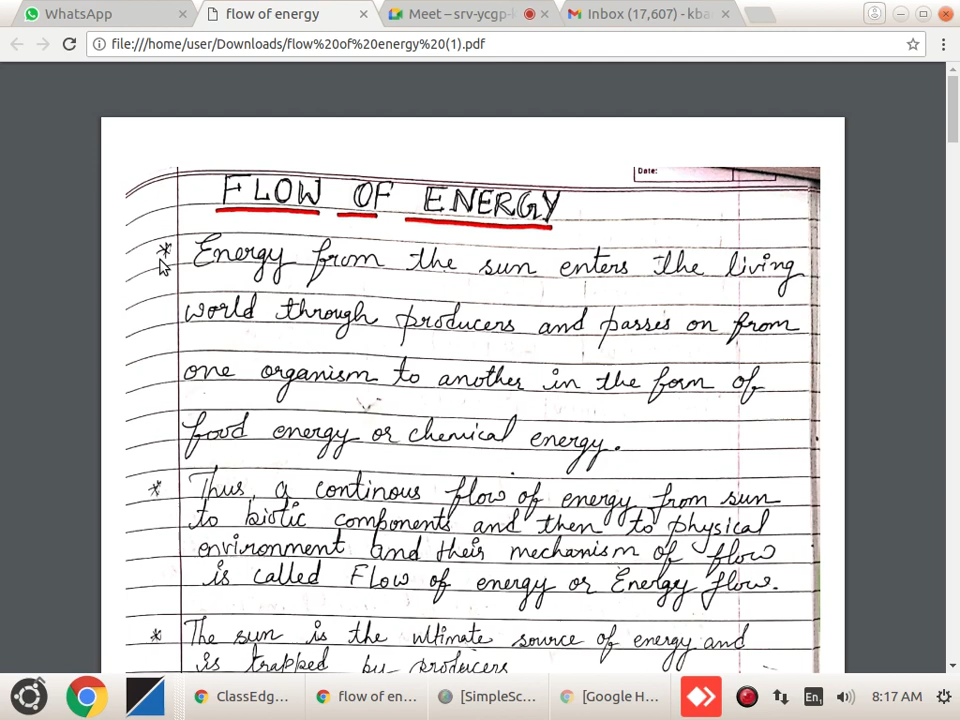 WhatsApp
flow of energy
Meet – srv-ycgp-
Inbox (17,607) - kba
file:///home/user/Downloads/flow%20of%20energy%20(1).pdf
Date:
FLOW OF ENERGY
* Energy from the sun enters the living
world through producers and passes on from
one organism to another in the form of
food energy or chemical energy.
* Thus, a continous flow of energy from sun
to biotic components and then to physical
environment and their mechanism of flow
is called Flow of energy or Energy flow.
* The sun is the ultimate source of energy and
is trapped by producers
ClassEdg...
flow of en...
[SimpleSc...
[Google H...
En1
8:17 AM